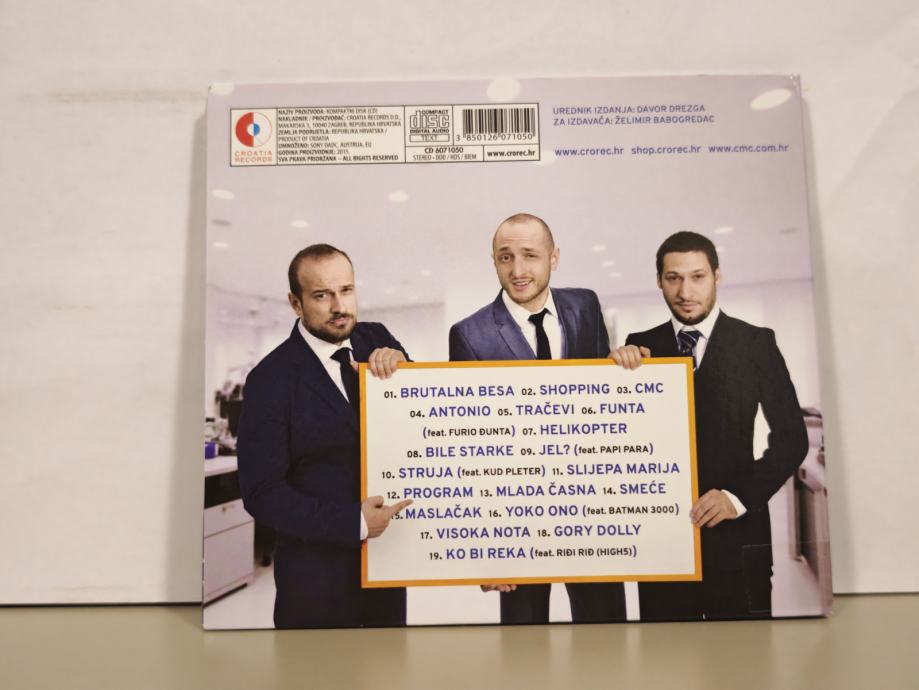 CROATIA
RECORDS
NAZIV PROIZVODA: KOMPAKTNI DISK (CD)
NAKLADNIK / PROIZVOĐAČ: CROATIA RECORDS D.D.,
MAKARSKA 3, 10040 ZAGREB, REPUBLIKA HRVATSKA
ZEMLJA PODRIJETLA: REPUBLIKA HRVATSKA /
PRODUCT OF CROATIA
UMNOŽENO: SONY DADC, AUSTRIJA, EU
GODINA PROIZVODNJE: 2015.
SVA PRAVA PRIDRŽANA – ALL RIGHTS RESERVED
COMPACT
disc
DIGITAL AUDIO
TEXT
CD 6071050
STEREO • DDD / HDS / BIEM
3 850126 071050
www.crorec.hr
UREDNIK IZDANJA: DAVOR DREZGA
ZA IZDAVAČA: ŽELIMIR BABOGREDAC
www.crorec.hr shop.crorec.hr www.cmc.com.hr
01. BRUTALNA BESA 02. SHOPPING 03. CMC
04. ANTONIO 05. TRAČEVI 06. FUNTA
(feat. FURIO ĐUNTA) 07. HELIKOPTER
08. BILE STARKE 09. JEL? (feat. PAPI PARA)
10. STRUJA (feat. KUD PLETER) 11. SLIJEPA MARIJA
12. PROGRAM 13. MLADA ČASNA 14. SMEĆE
15. MASLAČAK 16. YOKO ONO (feat. BATMAN 3000)
17. VISOKA NOTA 18. GORY DOLLY
19. KO BI REKA (feat. RIĐI RIĐ (HIGH5))